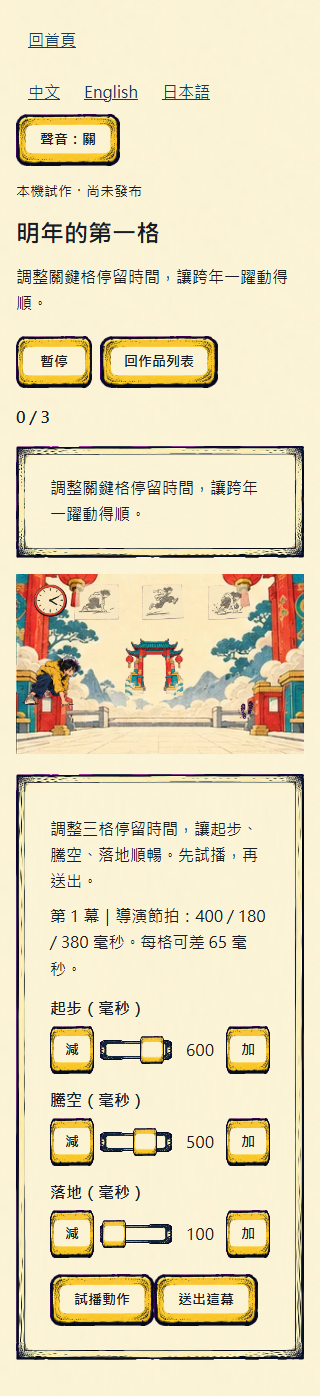 回首頁
中文 English 日本語
聲音：關
本機試作・尚未發布
明年的第一格
調整關鍵格停留時間，讓跨年一躍動得
順。
暫停 回作品列表
0 / 3
調整關鍵格停留時間，讓跨年
一躍動得順。
調整三格停留時間，讓起步、
騰空、落地順暢。先試播，再
送出。
第 1 幕｜導演節拍：400 / 180
/ 380 毫秒。每格可差 65 毫
秒。
起步（毫秒）
減 600 加
騰空（毫秒）
減 500 加
落地（毫秒）
減 100 加
試播動作 送出這幕